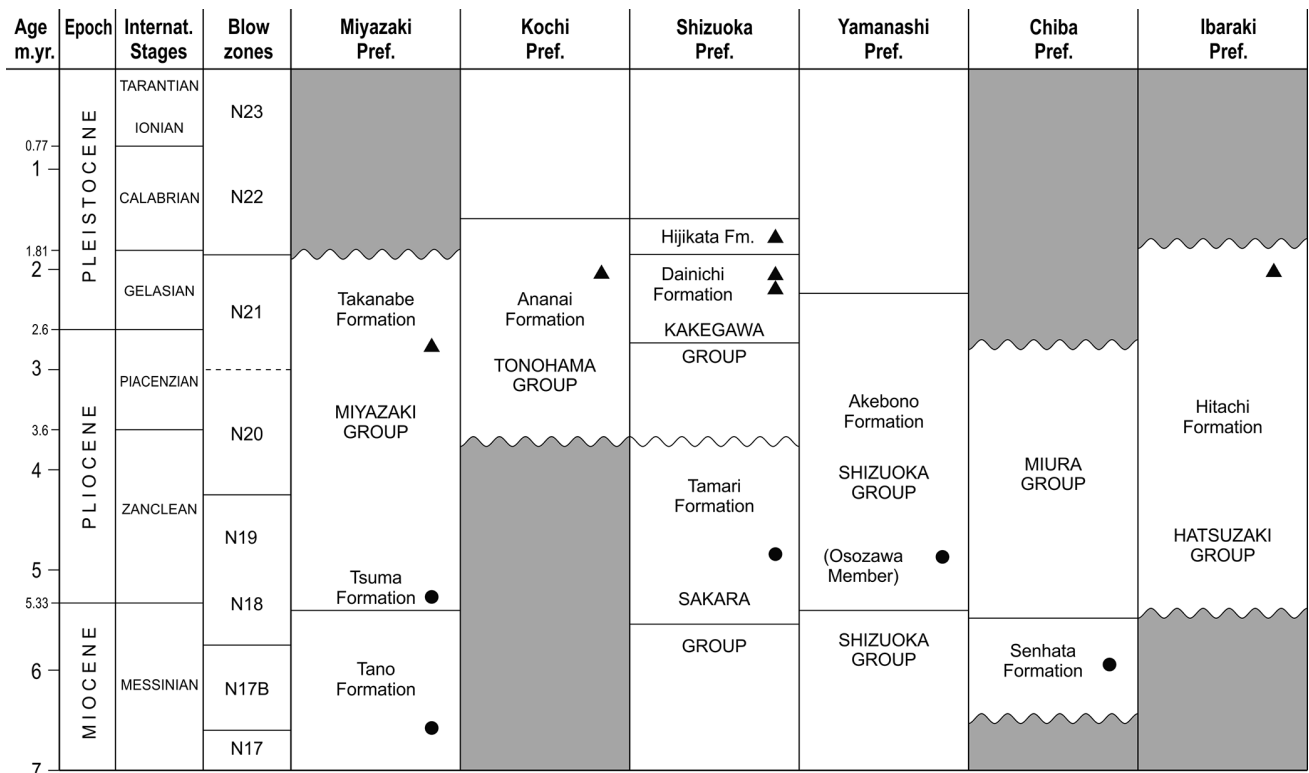 Age
m.yr.
Epoch
Internat.
Stages
Blow
zones
Miyazaki
Pref.
Kochi
Pref.
Shizuoka
Pref.
Yamanashi
Pref.
Chiba
Pref.
Ibaraki
Pref.
0.77
1
1.81
2
2.6
3
3.6
4
5
5.33
6
7
PLEISTOCENE
PLIOCENE
MIOCENE
TARANTIAN
IONIAN
CALABRIAN
GELASIAN
PIACENZIAN
ZANCLEAN
MESSINIAN
N23
N22
N21
N20
N19
N18
N17B
N17
Takanabe
Formation
MIYAZAKI
GROUP
Tsuma
Formation
Tano
Formation
Ananai
Formation
TONOHAMA
GROUP
Hijikata Fm.
Dainichi
Formation
KAKEGAWA
GROUP
Tamari
Formation
SAKARA
GROUP
Akebono
Formation
SHIZUOKA
GROUP
(Osozawa
Member)
SHIZUOKA
GROUP
MIURA
GROUP
Senhata
Formation
Hitachi
Formation
HATSUZAKI
GROUP